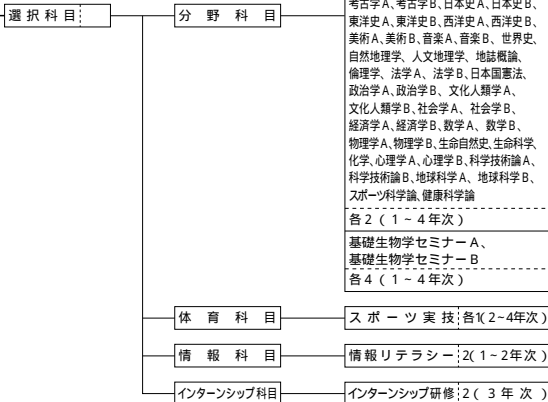 考古学A、考古学B、日本史A、日本史B、
選択科目
分野科目
東洋史A、東洋史B、西洋史A、西洋史B、
美術A、美術B、音楽A、音楽B、世界史、
自然地理学、人文地理学、地誌概論、
倫理学、法学A、法学B、日本国憲法、
政治学A、政治学B、文化人類学A、
文化人類学B、社会学A、社会学B、
経済学A、経済学B、数学A、数学B、
物理学A、物理学B、生命自然史、生命科学、
化学、心理学A、心理学B、科学技術論A、
科学技術論B、地球科学A、地球科学B、
スポーツ科学論、健康科学論
各2(1~4年次)
基礎生物学セミナーA、
基礎生物学セミナーB
各4(1~4年次)
体育科目
スポーツ実技 各1(2~4年次)
情報科目
情報リテラシー 2(1~2年次)
インターンシップ科目
インターンシップ研修 2(3年次)